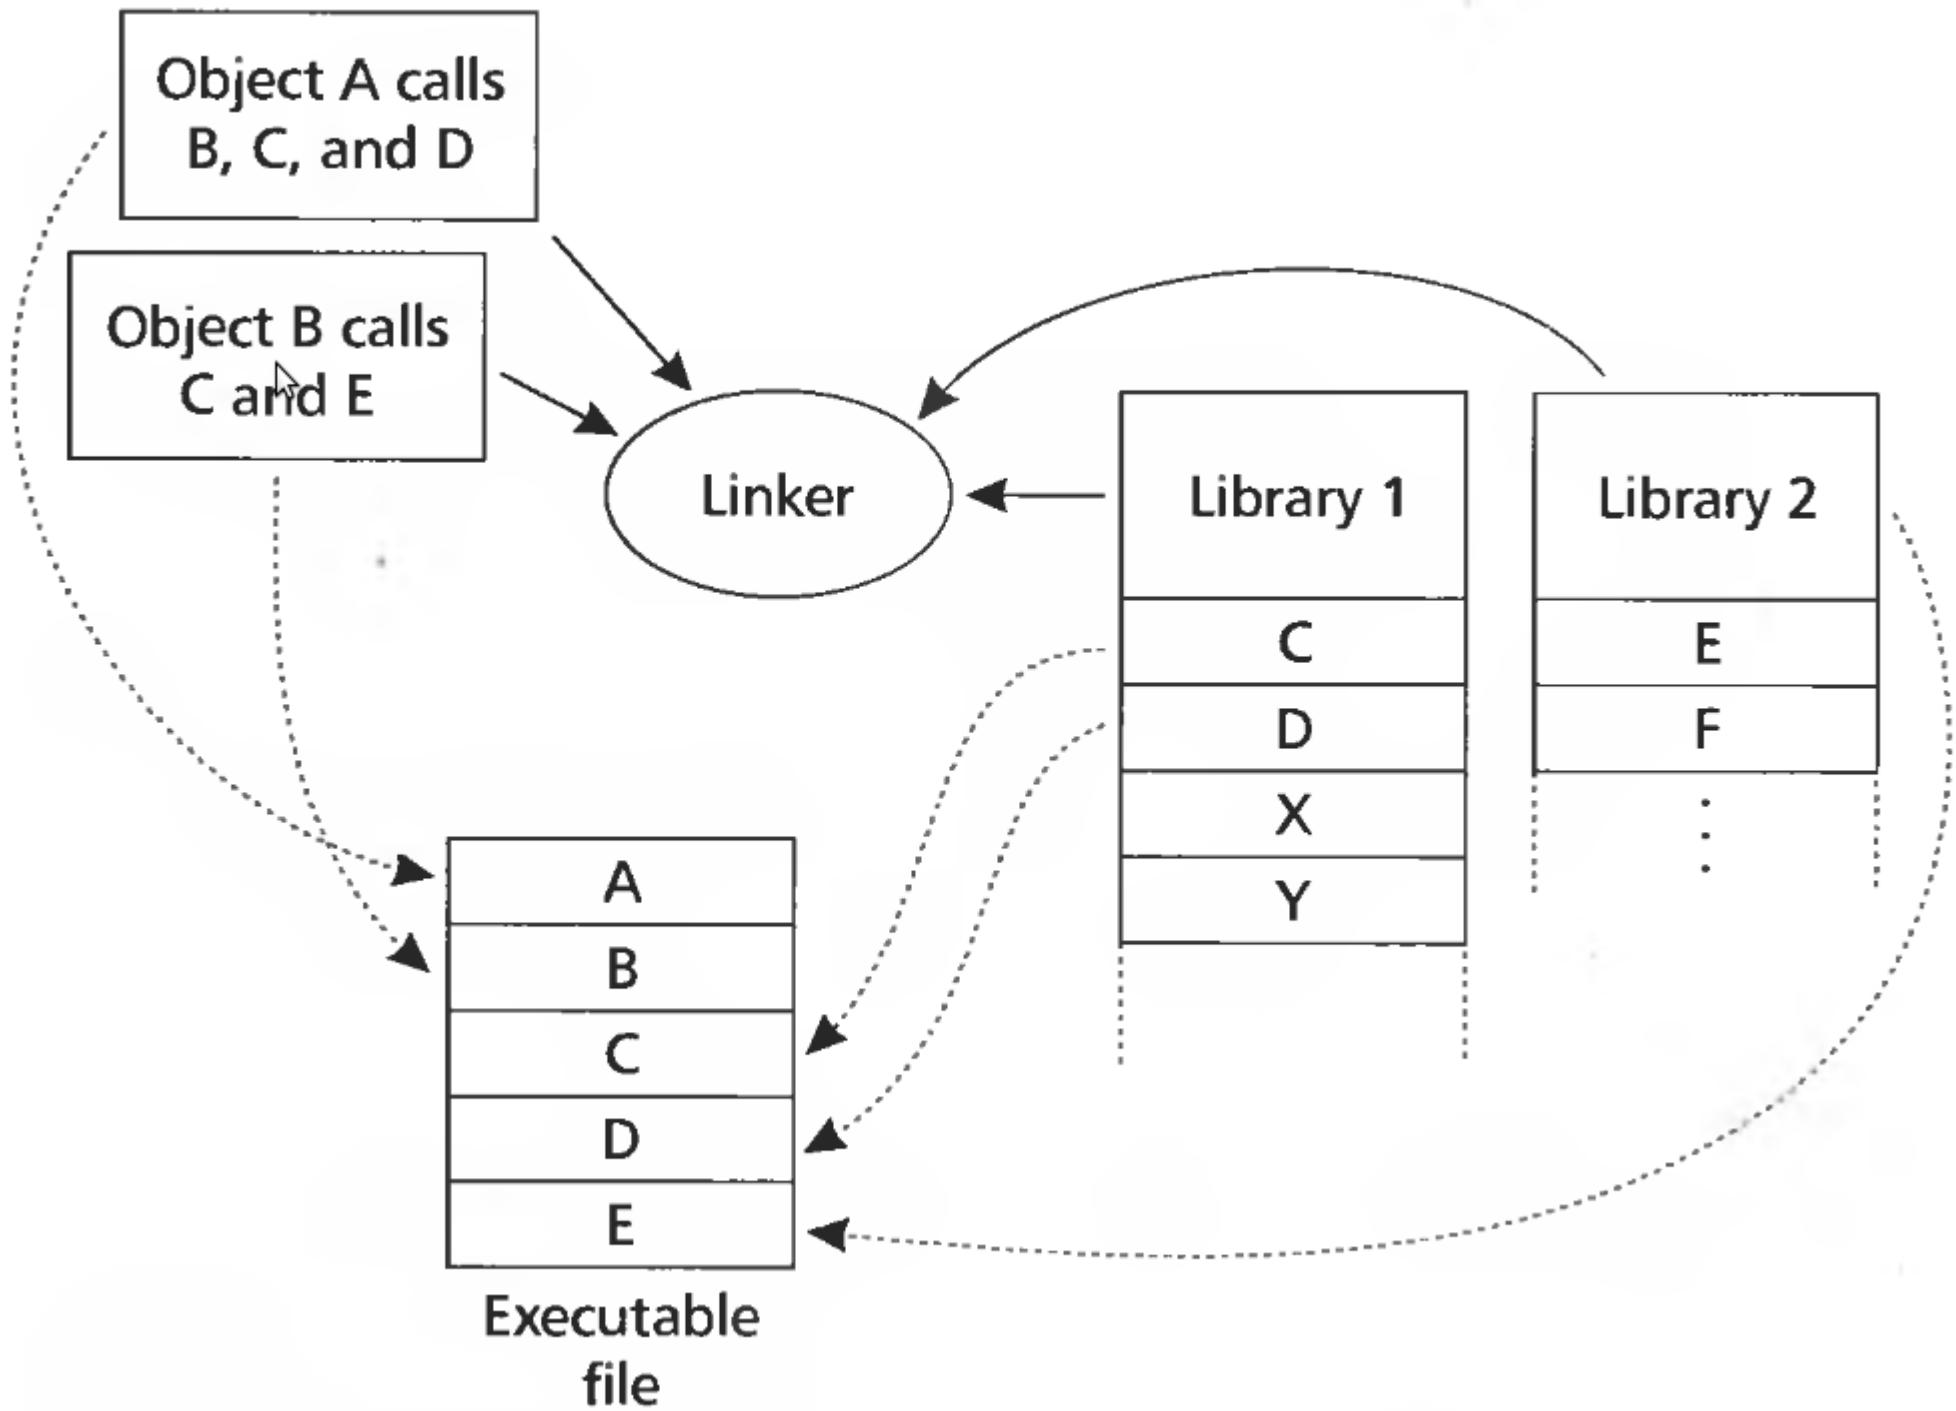 Object A calls
B, C, and D
Object B calls
C and E
Linker
Library 1
C
D
X
Y
Library 2
E
F
A
B
C
D
E
Executable
file